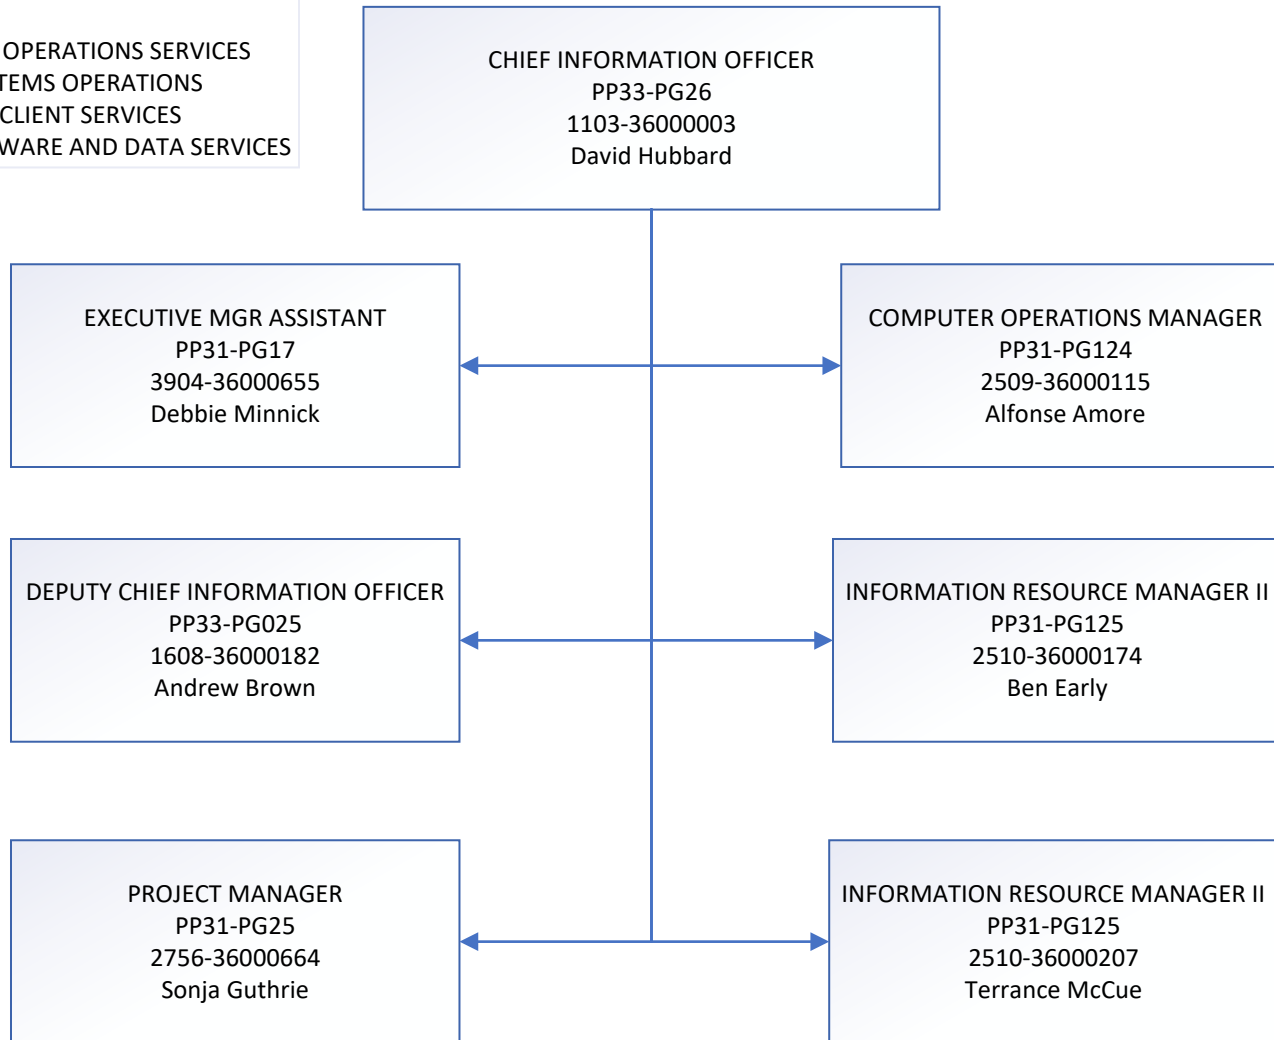 OPERATIONS SERVICES
TEMS OPERATIONS
CLIENT SERVICES
WARE AND DATA SERVICES
CHIEF INFORMATION OFFICER
PP33-PG26
1103-36000003
David Hubbard
EXECUTIVE MGR ASSISTANT
PP31-PG17
3904-36000655
Debbie Minnick
COMPUTER OPERATIONS MANAGER
PP31-PG124
2509-36000115
Alfonse Amore
DEPUTY CHIEF INFORMATION OFFICER
PP33-PG025
1608-36000182
Andrew Brown
INFORMATION RESOURCE MANAGER II
PP31-PG125
2510-36000174
Ben Early
PROJECT MANAGER
PP31-PG25
2756-36000664
Sonja Guthrie
INFORMATION RESOURCE MANAGER II
PP31-PG125
2510-36000207
Terrance McCue